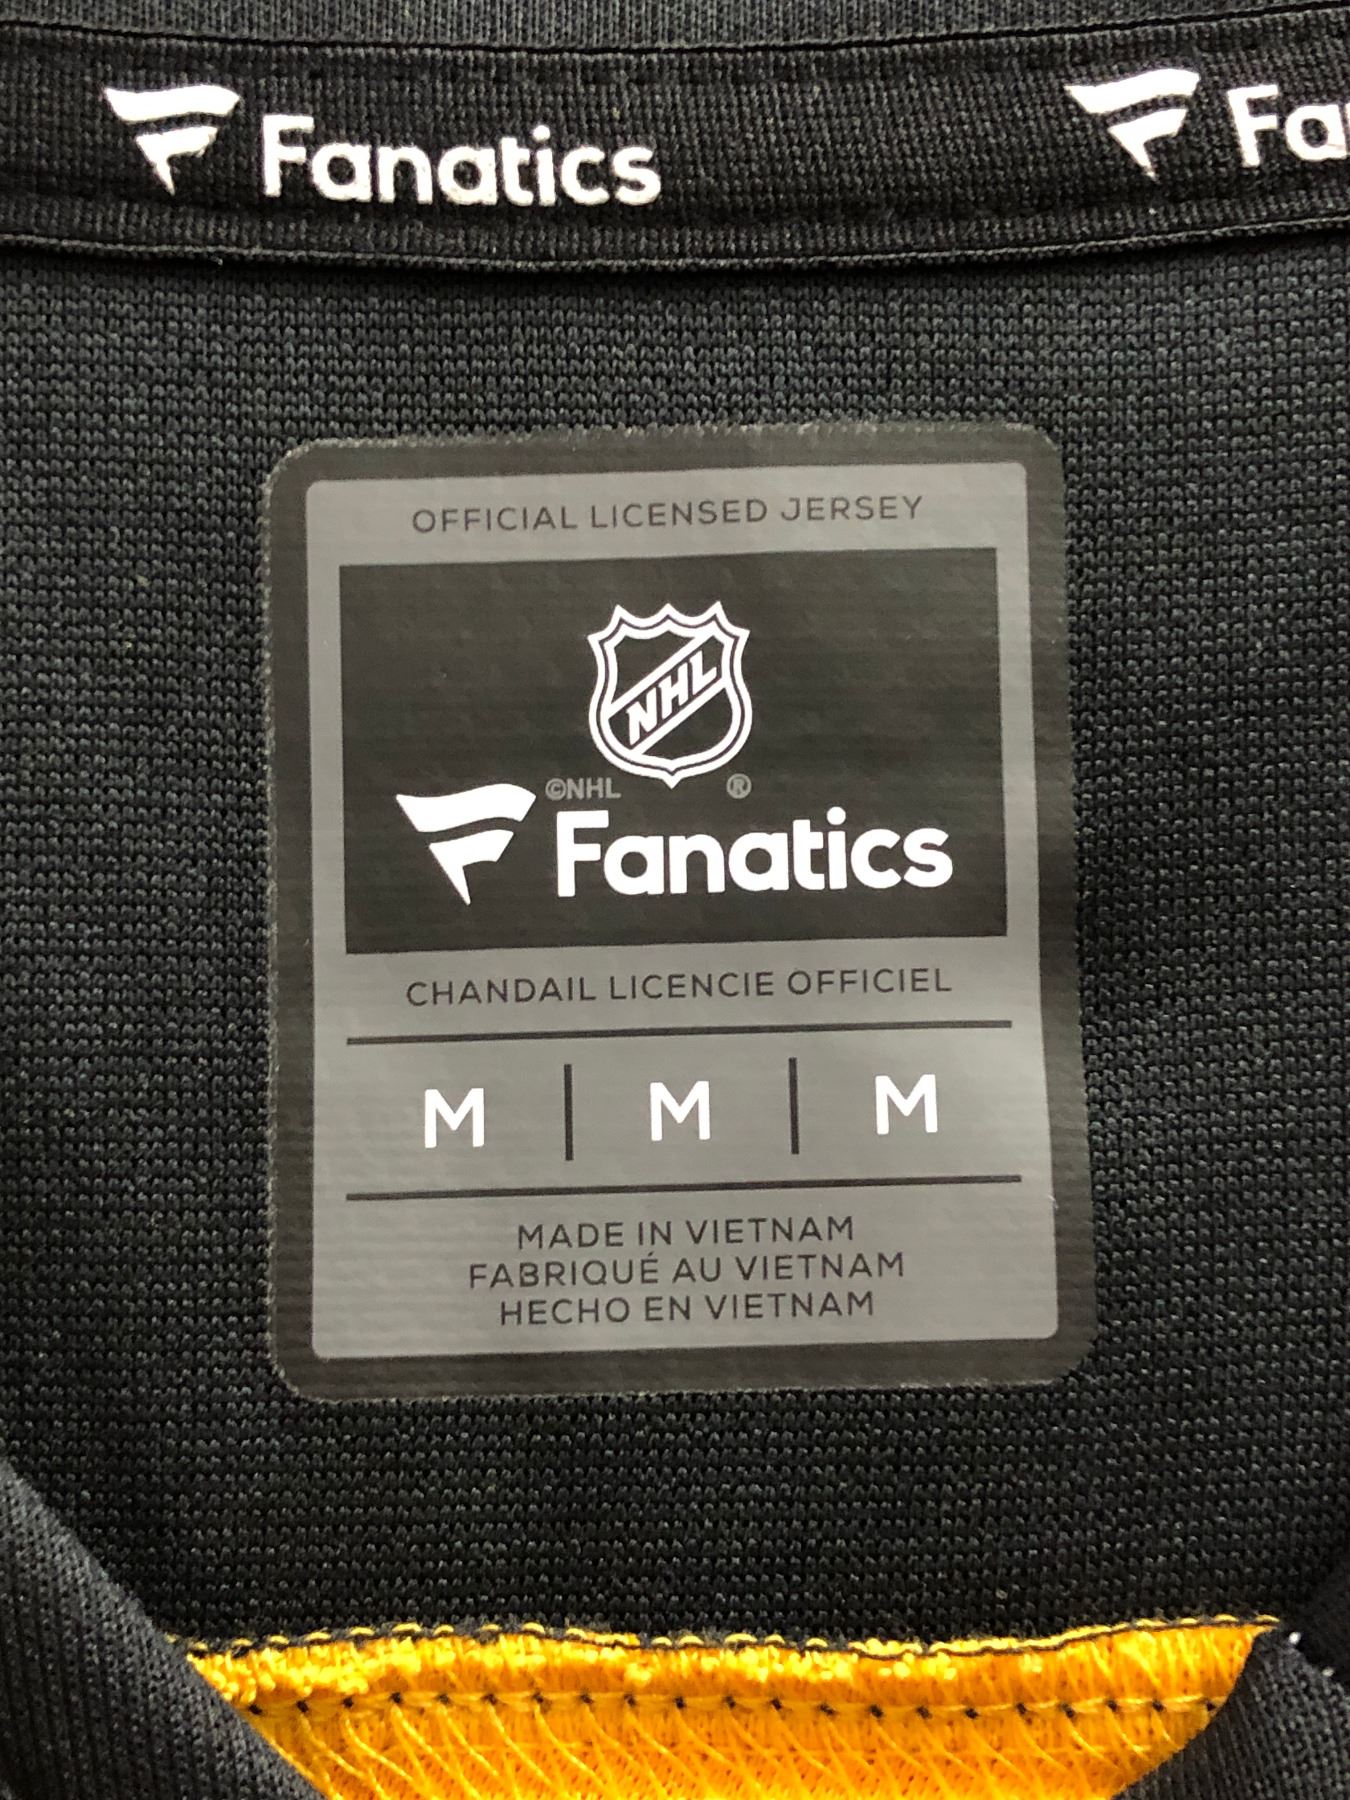 Fanatics Fa
OFFICIAL LICENSED JERSEY
NHL
©NHL ®
Fanatics
CHANDAIL LICENCIE OFFICIEL
M | M | M
MADE IN VIETNAM
FABRIQUÉ AU VIETNAM
HECHO EN VIETNAM